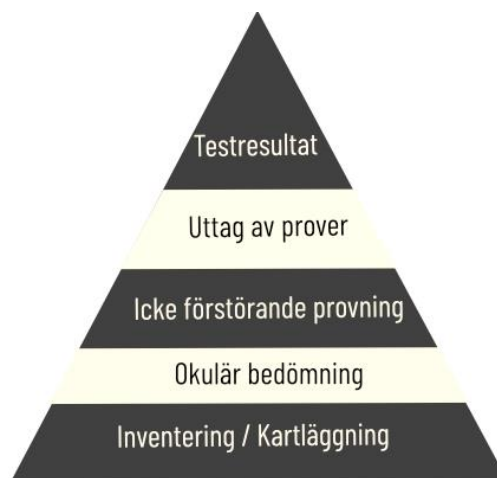 Testresultat
Uttag av prover
Icke förstörande provning
Okulär bedömning
Inventering / Kartläggning